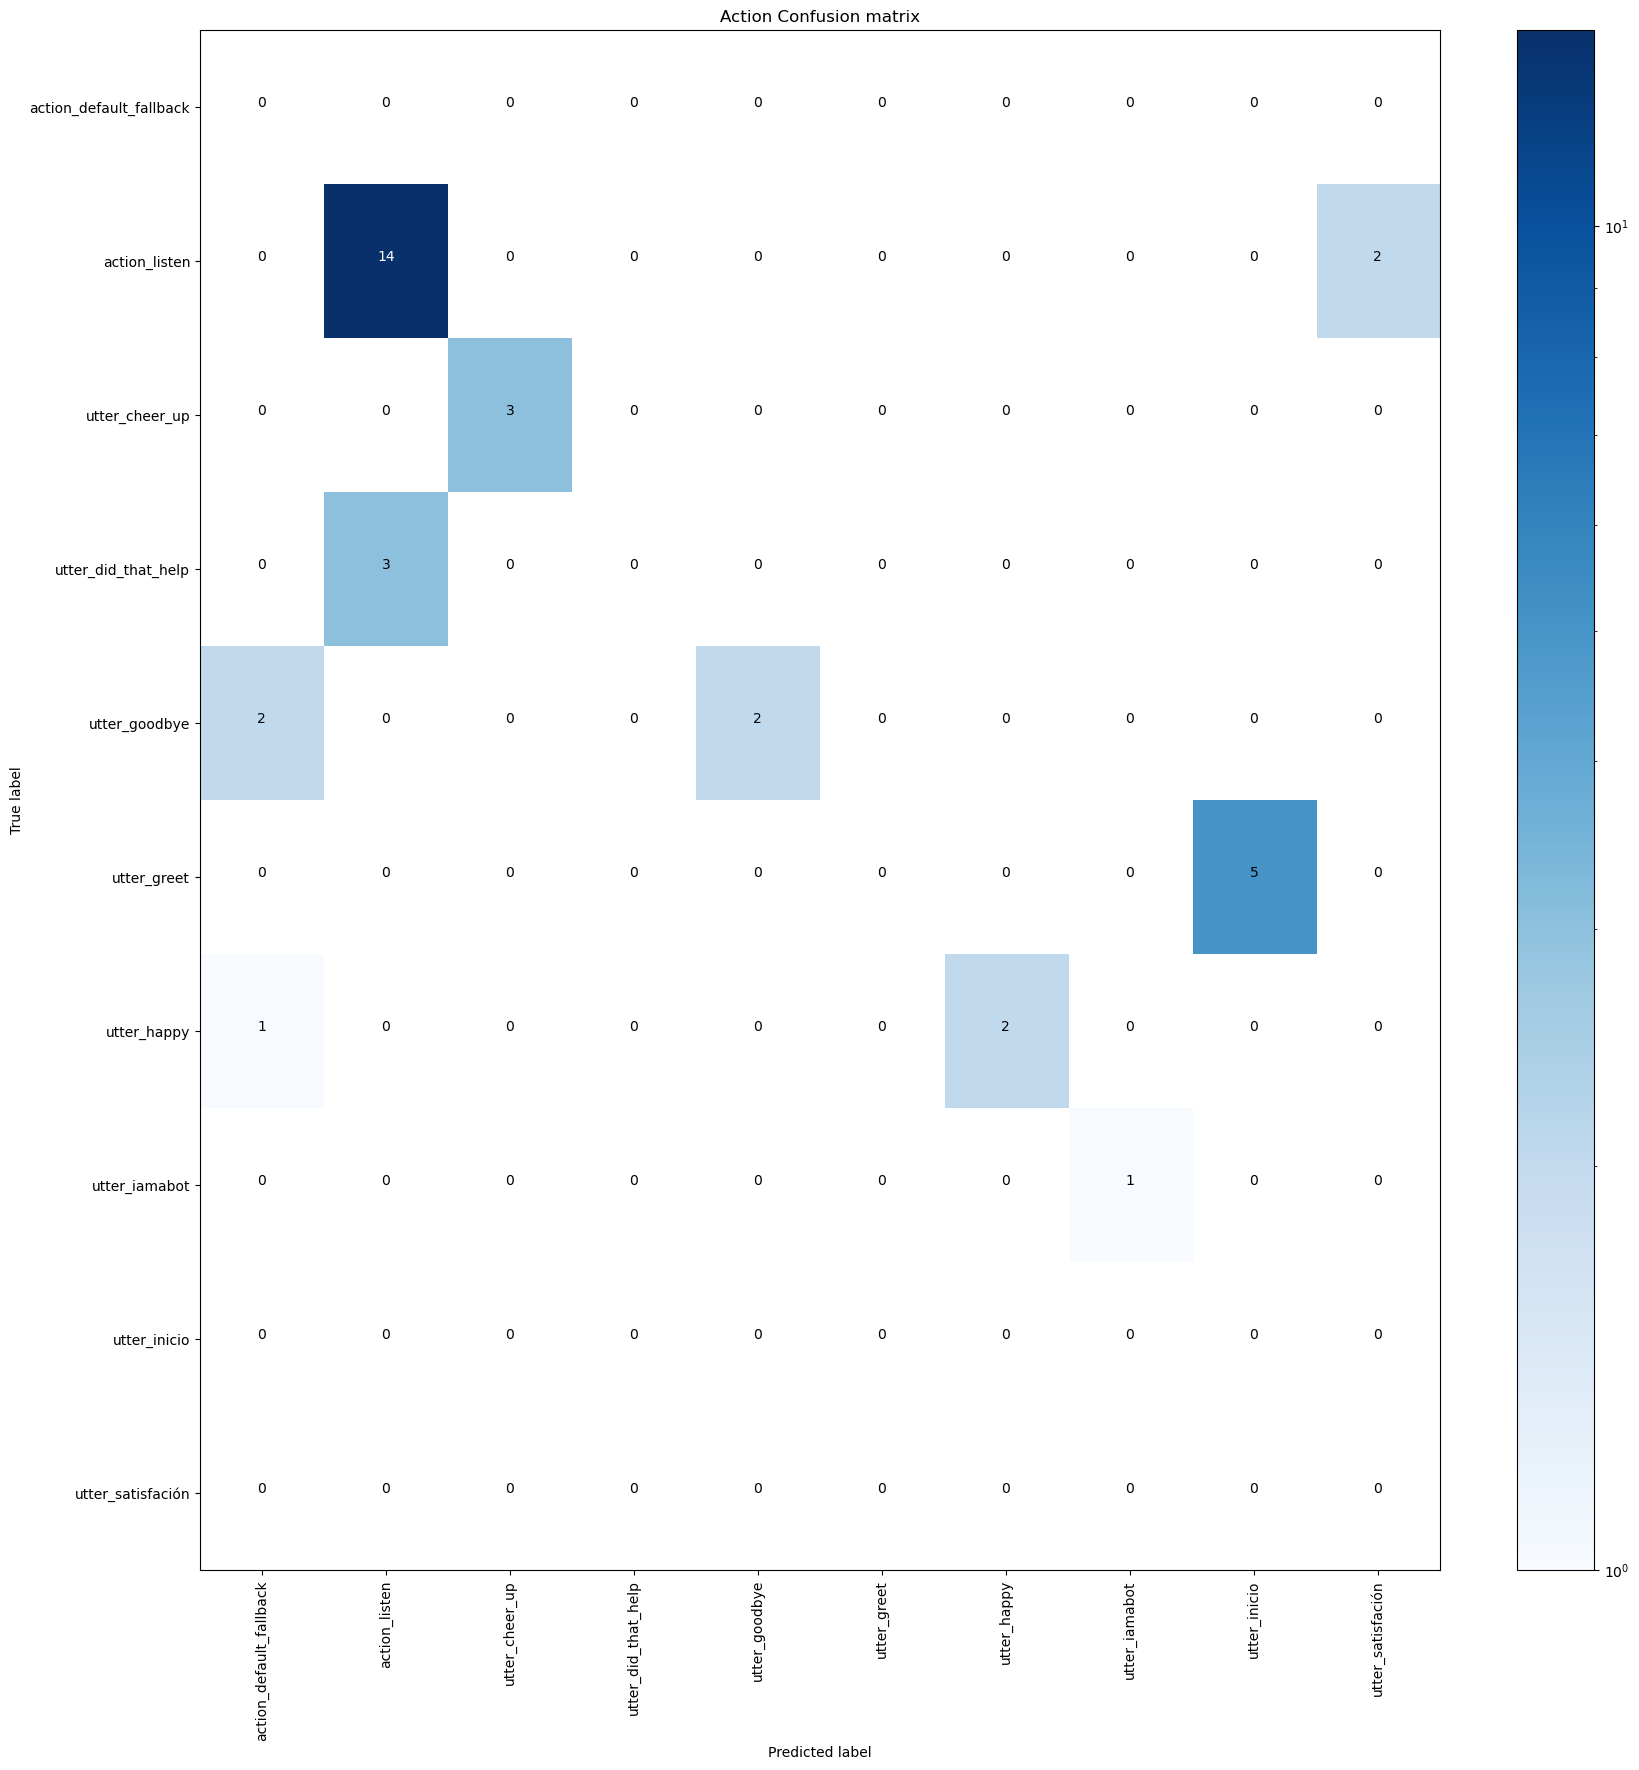 Action Confusion matrix
action_default_fallback 0 0 0 0 0 0 0 0 0 0
action_listen 0 14 0 0 0 0 0 0 0 2
utter_cheer_up 0 0 3 0 0 0 0 0 0 0
utter_did_that_help 0 3 0 0 0 0 0 0 0 0
utter_goodbye 2 0 0 0 2 0 0 0 0 0
utter_greet 0 0 0 0 0 0 0 0 5 0
utter_happy 1 0 0 0 0 0 2 0 0 0
utter_iamabot 0 0 0 0 0 0 0 1 0 0
utter_inicio 0 0 0 0 0 0 0 0 0 0
utter_satisfación 0 0 0 0 0 0 0 0 0 0
True label
action_default_fallback
action_listen
utter_cheer_up
utter_did_that_help
utter_goodbye
utter_greet
utter_happy
utter_iamabot
utter_inicio
utter_satisfación
Predicted label
10¹
10⁰